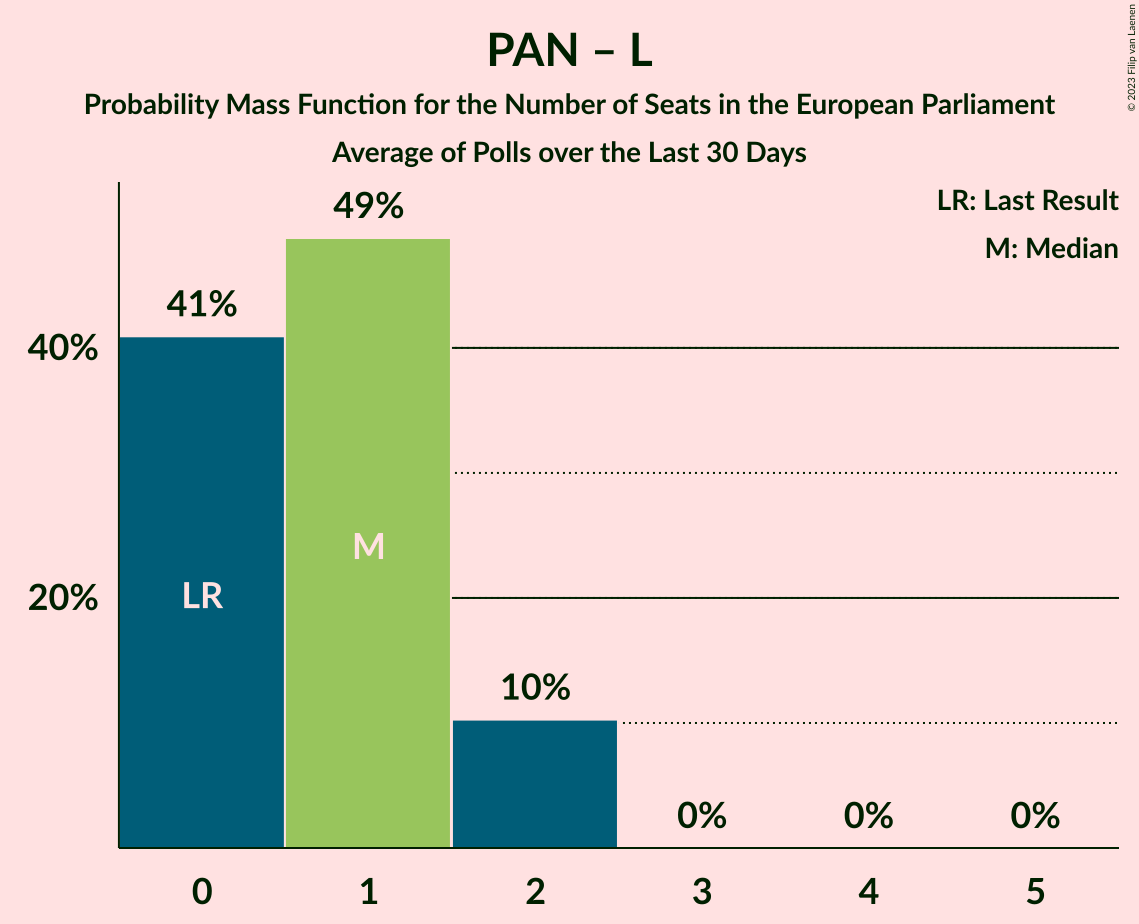 PAN – L
Probability Mass Function for the Number of Seats in the European Parliament
Average of Polls over the Last 30 Days
© 2023 Filip van Laenen
LR: Last Result
M: Median
49%
41%
40%
M
LR
20%
10%
0%
0%
0%
0
1
2
3
4
5